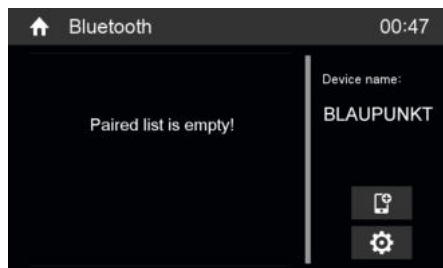 Bluetooth
00:47
Paired list is empty!
Device name:
BLAUPUNKT